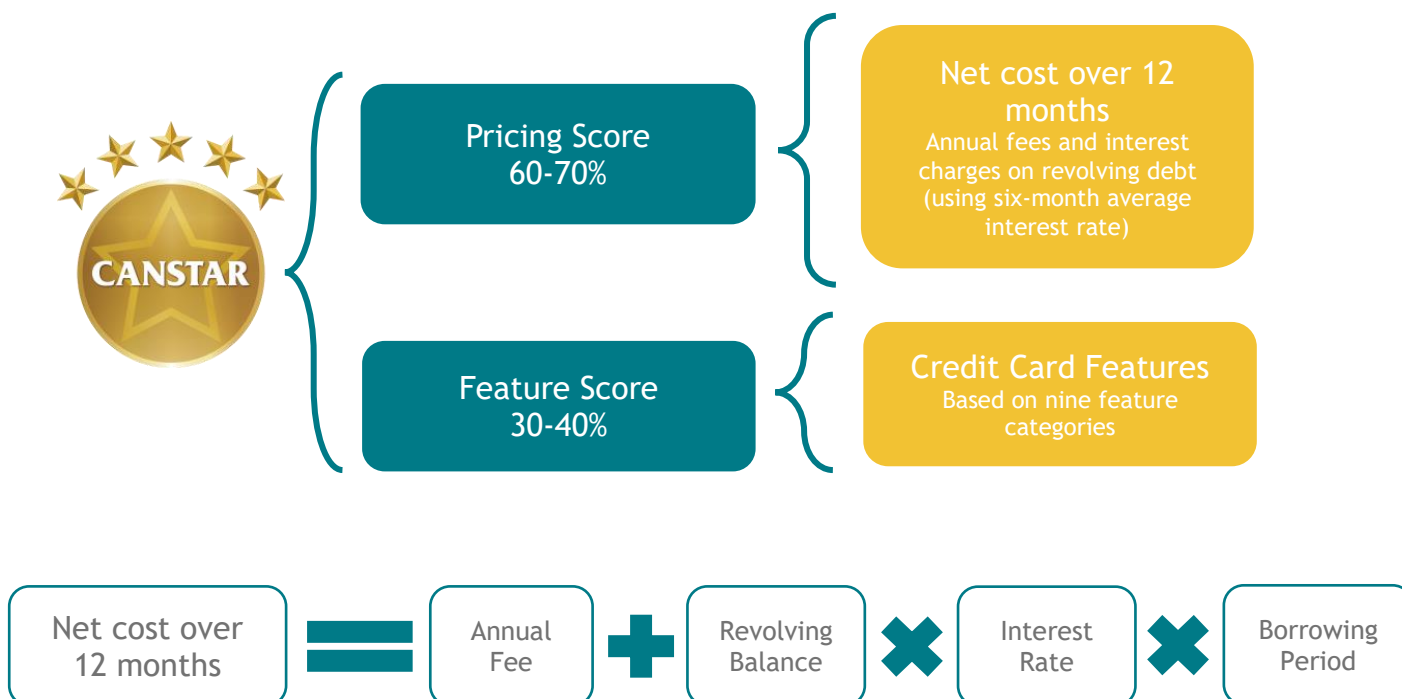 CANSTAR
Pricing Score
60-70%
Net cost over 12
months
Annual fees and interest
charges on revolving debt
(using six-month average
interest rate)
Feature Score
30-40%
Credit Card Features
Based on nine feature
categories
Net cost over
12 months
Annual
Fee
Revolving
Balance
Interest
Rate
Borrowing
Period